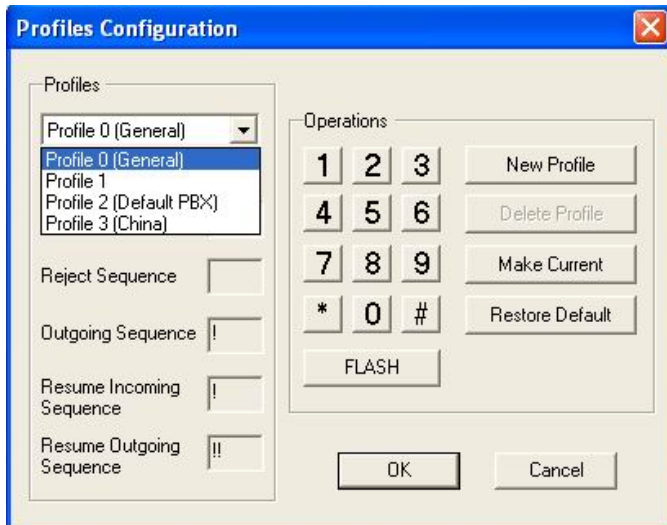 Profiles Configuration
Profiles
Profile 0 (General)
Profile 0 (General)
Profile 1
Profile 2 (Default PBX)
Profile 3 (China)
Reject Sequence
Outgoing Sequence !
Resume Incoming
Sequence !
Resume Outgoing
Sequence !!
Operations
1 2 3 New Profile
4 5 6 Delete Profile
7 8 9 Make Current
* 0 # Restore Default
FLASH
OK Cancel